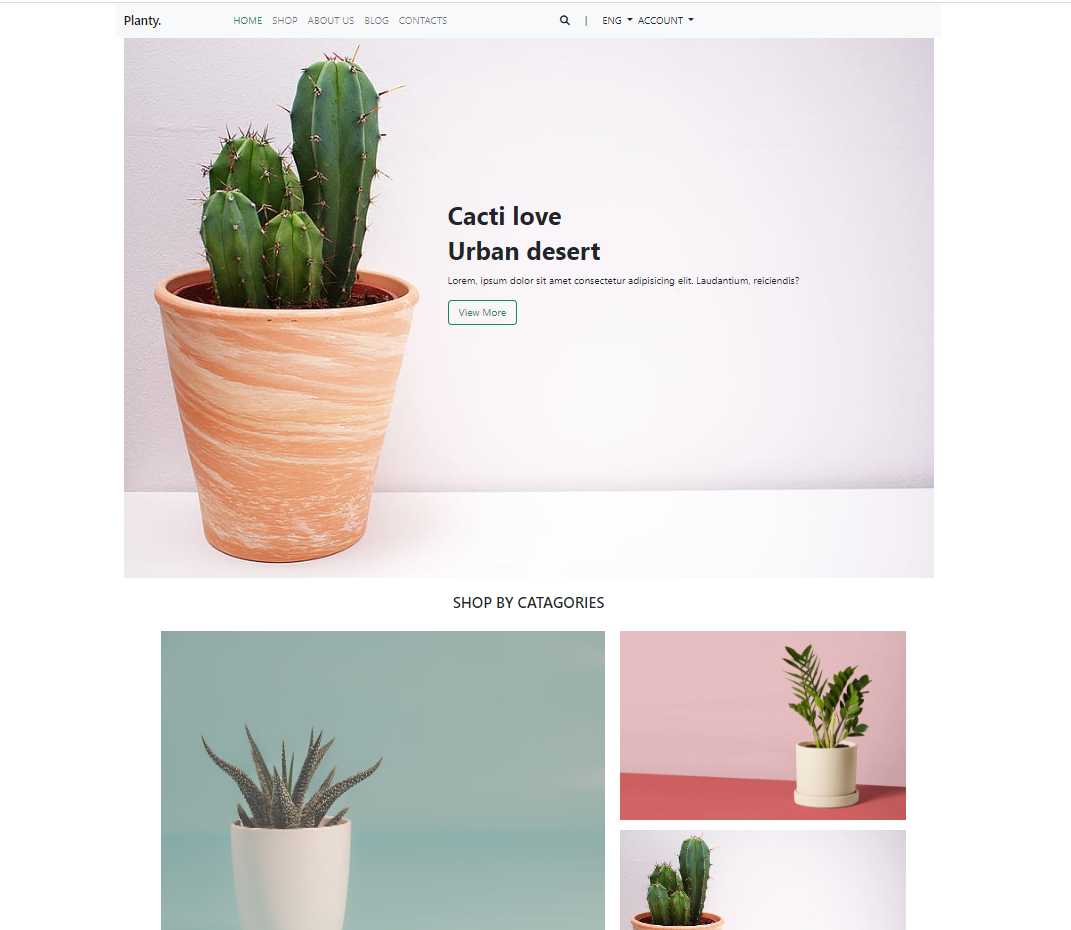 Planty. HOME SHOP ABOUT US BLOG CONTACTS | ENG ACCOUNT
Cacti love
Urban desert
Lorem, ipsum dolor sit amet consectetur adipisicing elit. Laudantium, reiciendis?
View More
SHOP BY CATAGORIES